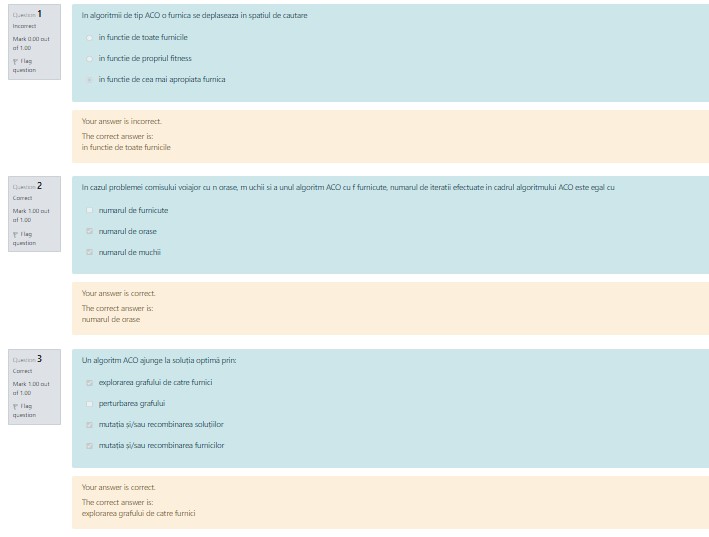 Question 1
Incorrect
Mark 0.00 out
of 1.00
Flag
question
In algoritmii de tip ACO o furnica se deplaseaza in spatiul de cautare
in functie de toate furnicile
in functie de propriul fitness
in functie de cea mai apropiata furnica
Your answer is incorrect.
The correct answer is:
in functie de toate furnicile
Question 2
Correct
Mark 1.00 out
of 1.00
Flag
question
In cazul problemei comisului voiajor cu n orase, m uchii si a unul algoritm ACO cu f furnicute, numarul de iteratii efectuate in cadrul algoritmului ACO este egal cu
numarul de furnicute
numarul de orase
numarul de muchii
Your answer is correct.
The correct answer is:
numarul de orase
Question 3
Correct
Mark 1.00 out
of 1.00
Flag
question
Un algoritm ACO ajunge la soluția optimă prin:
explorarea grafului de catre furnici
perturbarea grafului
mutația și/sau recombinarea soluțiilor
mutația și/sau recombinarea furnicilor
Your answer is correct.
The correct answer is:
explorarea grafului de catre furnici